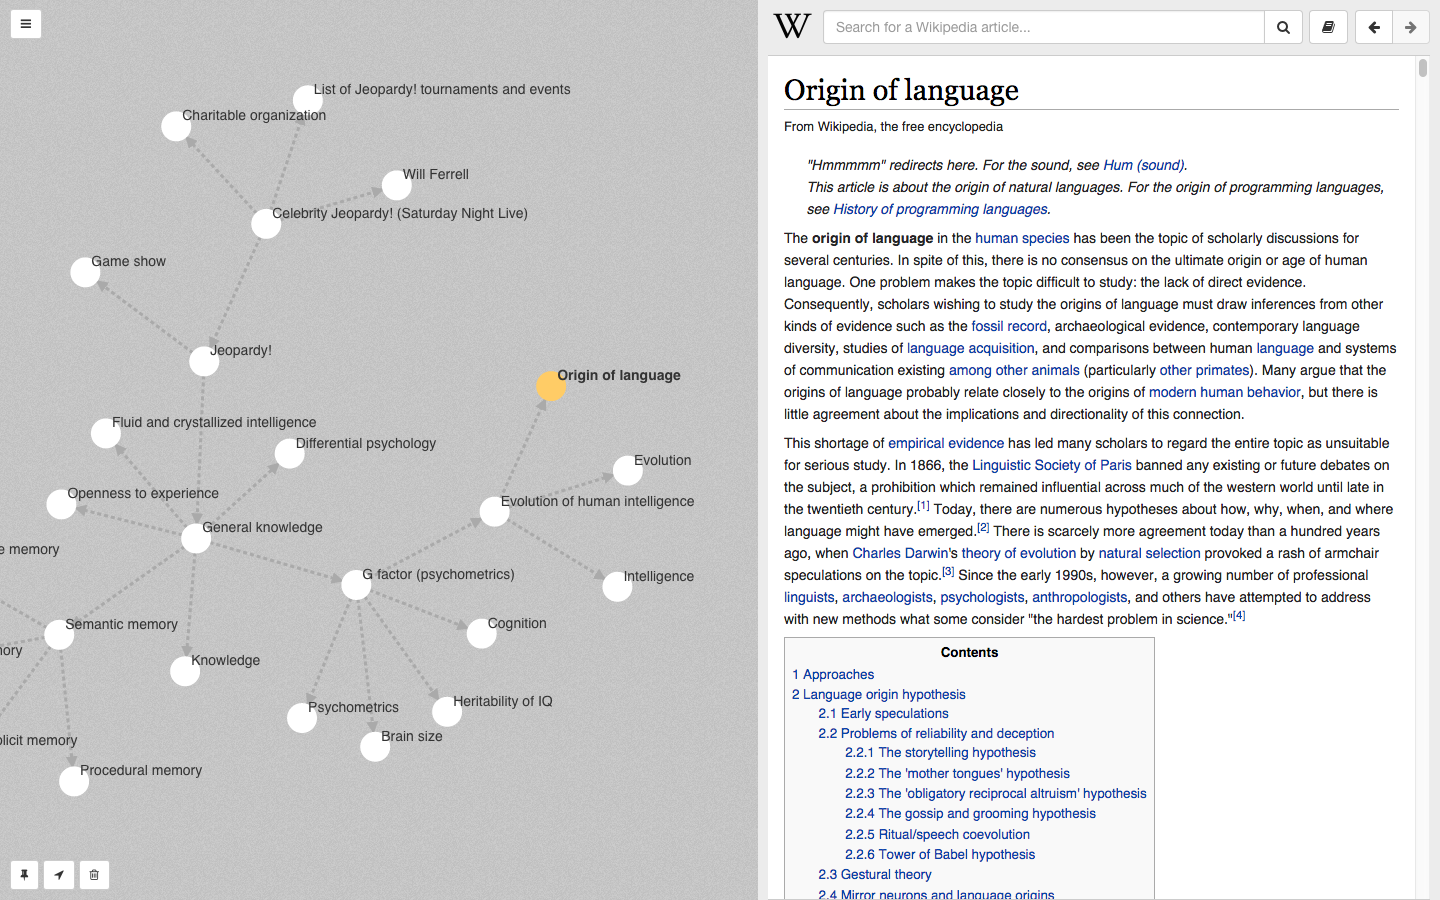 List of Jeopardy! tournaments and events
Charitable organization
Will Ferrell
Celebrity Jeopardy! (Saturday Night Live)
Game show
Jeopardy!
Origin of language
Fluid and crystallized intelligence
Differential psychology
Evolution
Openness to experience
Evolution of human intelligence
General knowledge
e memory
G factor (psychometrics)
Intelligence
Semantic memory
Cognition
nory
Knowledge
Psychometrics
Heritability of IQ
Brain size
plicit memory
Procedural memory
W
Search for a Wikipedia article...
Origin of language
From Wikipedia, the free encyclopedia
"Hmmmmm" redirects here. For the sound, see Hum (sound).
This article is about the origin of natural languages. For the origin of programming languages,
see History of programming languages.
The origin of language in the human species has been the topic of scholarly discussions for
several centuries. In spite of this, there is no consensus on the ultimate origin or age of human
language. One problem makes the topic difficult to study: the lack of direct evidence.
Consequently, scholars wishing to study the origins of language must draw inferences from other
kinds of evidence such as the fossil record, archaeological evidence, contemporary language
diversity, studies of language acquisition, and comparisons between human language and systems
of communication existing among other animals (particularly other primates). Many argue that the
origins of language probably relate closely to the origins of modern human behavior, but there is
little agreement about the implications and directionality of this connection.
This shortage of empirical evidence has led many scholars to regard the entire topic as unsuitable
for serious study. In 1866, the Linguistic Society of Paris banned any existing or future debates on
the subject, a prohibition which remained influential across much of the western world until late in
the twentieth century.[1] Today, there are numerous hypotheses about how, why, when, and where
language might have emerged.[2] There is scarcely more agreement today than a hundred years
ago, when Charles Darwin's theory of evolution by natural selection provoked a rash of armchair
speculations on the topic.[3] Since the early 1990s, however, a growing number of professional
linguists, archaeologists, psychologists, anthropologists, and others have attempted to address
with new methods what some consider "the hardest problem in science."[4]
Contents
1 Approaches
2 Language origin hypothesis
2.1 Early speculations
2.2 Problems of reliability and deception
2.2.1 The storytelling hypothesis
2.2.2 The 'mother tongues' hypothesis
2.2.3 The 'obligatory reciprocal altruism' hypothesis
2.2.4 The gossip and grooming hypothesis
2.2.5 Ritual/speech coevolution
2.2.6 Tower of Babel hypothesis
2.3 Gestural theory
2.4 Mirror neurons and language origins